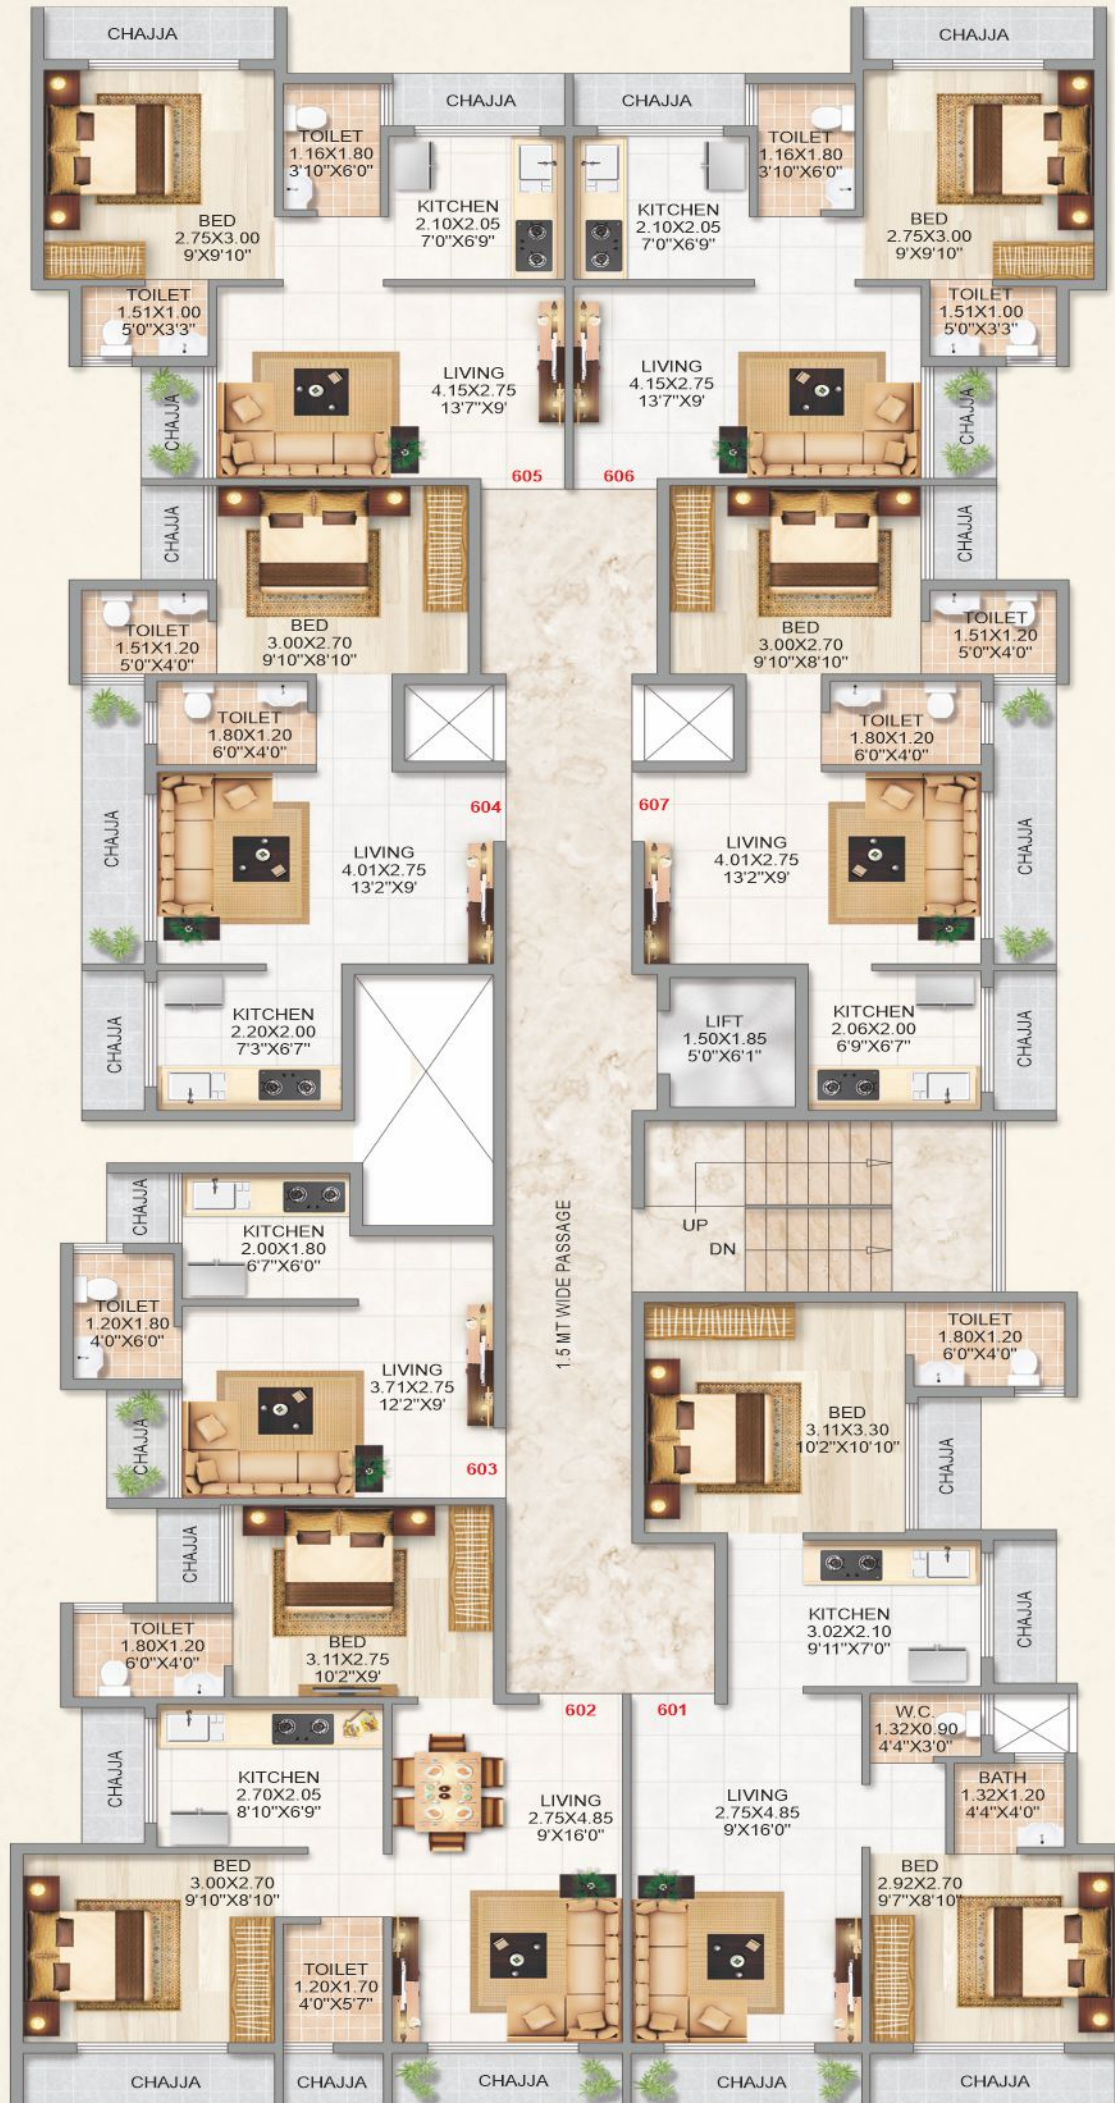 CHAJJA
CHAJJA
CHAJJA
CHAJJA
TOILET
1.16X1.80
3'10"X6'0"
TOILET
1.16X1.80
3'10"X6'0"
BED
2.75X3.00
9'X9'10"
KITCHEN
2.10X2.05
7'0"X6'9"
KITCHEN
2.10X2.05
7'0"X6'9"
BED
2.75X3.00
9'X9'10"
TOILET
1.51X1.00
5'0"X3'3"
TOILET
1.51X1.00
5'0"X3'3"
LIVING
4.15X2.75
13'7"X9'
LIVING
4.15X2.75
13'7"X9'
CHAJJA
CHAJJA
605
606
CHAJJA
CHAJJA
BED
3.00X2.70
9'10"X8'10"
BED
3.00X2.70
9'10"X8'10"
TOILET
1.51X1.20
5'0"X4'0"
TOILET
1.51X1.20
5'0"X4'0"
TOILET
1.80X1.20
6'0"X4'0"
TOILET
1.80X1.20
6'0"X4'0"
604
607
CHAJJA
LIVING
4.01X2.75
13'2"X9'
LIVING
4.01X2.75
13'2"X9'
CHAJJA
CHAJJA
KITCHEN
2.20X2.00
7'3"X6'7"
LIFT
1.50X1.85
5'0"X6'1"
KITCHEN
2.06X2.00
6'9"X6'7"
CHAJJA
CHAJJA
KITCHEN
2.00X1.80
6'7"X6'0"
UP
DN
1.5 MT WIDE PASSAGE
TOILET
1.20X1.80
4'0"X6'0"
LIVING
3.71X2.75
12'2"X9'
TOILET
1.80X1.20
6'0"X4'0"
BED
3.11X3.30
10'2"X10'10"
CHAJJA
CHAJJA
603
CHAJJA
TOILET
1.80X1.20
6'0"X4'0"
BED
3.11X2.75
10'2"X9'
KITCHEN
3.02X2.10
9'11"X7'0"
CHAJJA
602
601
W.C.
1.32X0.90
4'4"X3'0"
CHAJJA
KITCHEN
2.70X2.05
8'10"X6'9"
LIVING
2.75X4.85
9'X16'0"
LIVING
2.75X4.85
9'X16'0"
BATH
1.32X1.20
4'4"X4'0"
BED
3.00X2.70
9'10"X8'10"
BED
2.92X2.70
9'7"X8'10"
TOILET
1.20X1.70
4'0"X5'7"
CHAJJA
CHAJJA
CHAJJA
CHAJJA
CHAJJA